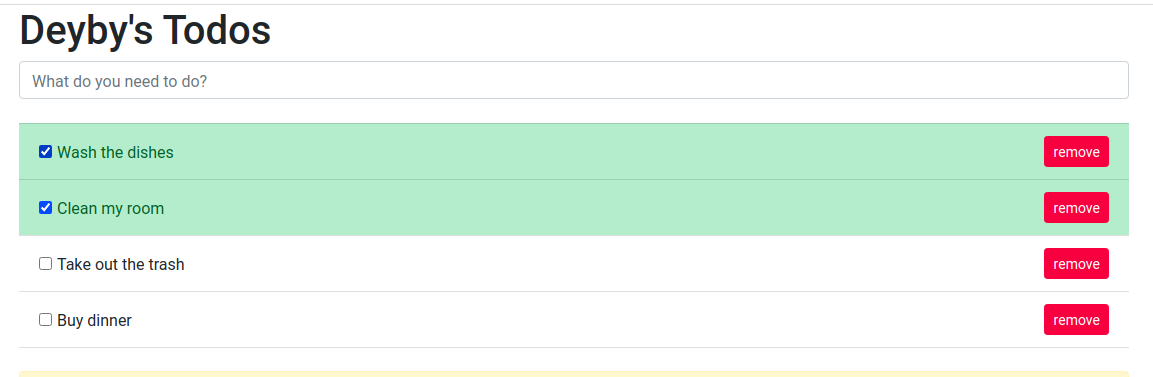 Deyby's Todos
What do you need to do?
Wash the dishes remove
Clean my room remove
Take out the trash remove
Buy dinner remove